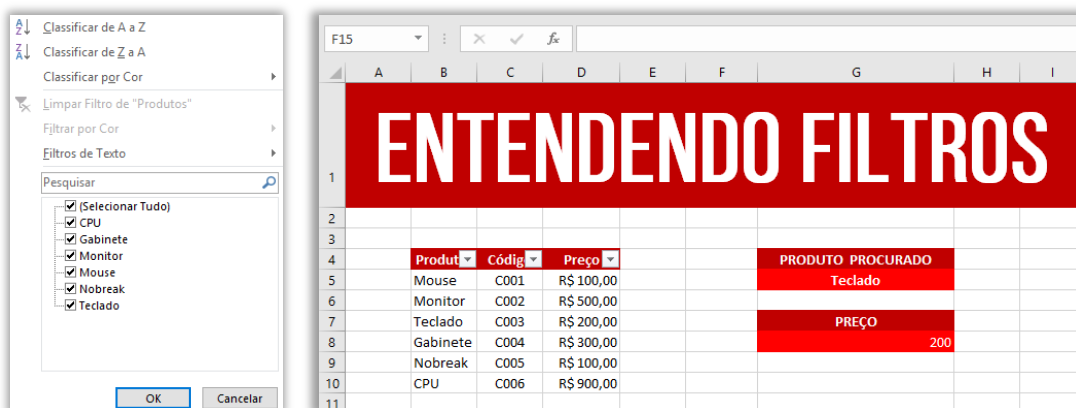 Classificar de A a Z
Classificar de Z a A
Classificar por Cor
Limpar Filtro de "Produtos"
Filtrar por Cor
Filtros de Texto
Pesquisar
(Selecionar Tudo)
CPU
Gabinete
Monitor
Mouse
Nobreak
Teclado
OK Cancelar
F15 fx
A B C D E F G H I
1 ENTENDENDO FILTROS
2
3
4 Produt Códig Preço PRODUTO PROCURADO
5 Mouse C001 R$ 100,00 Teclado
6 Monitor C002 R$ 500,00
7 Teclado C003 R$ 200,00 PREÇO
8 Gabinete C004 R$ 300,00 200
9 Nobreak C005 R$ 100,00
10 CPU C006 R$ 900,00
11